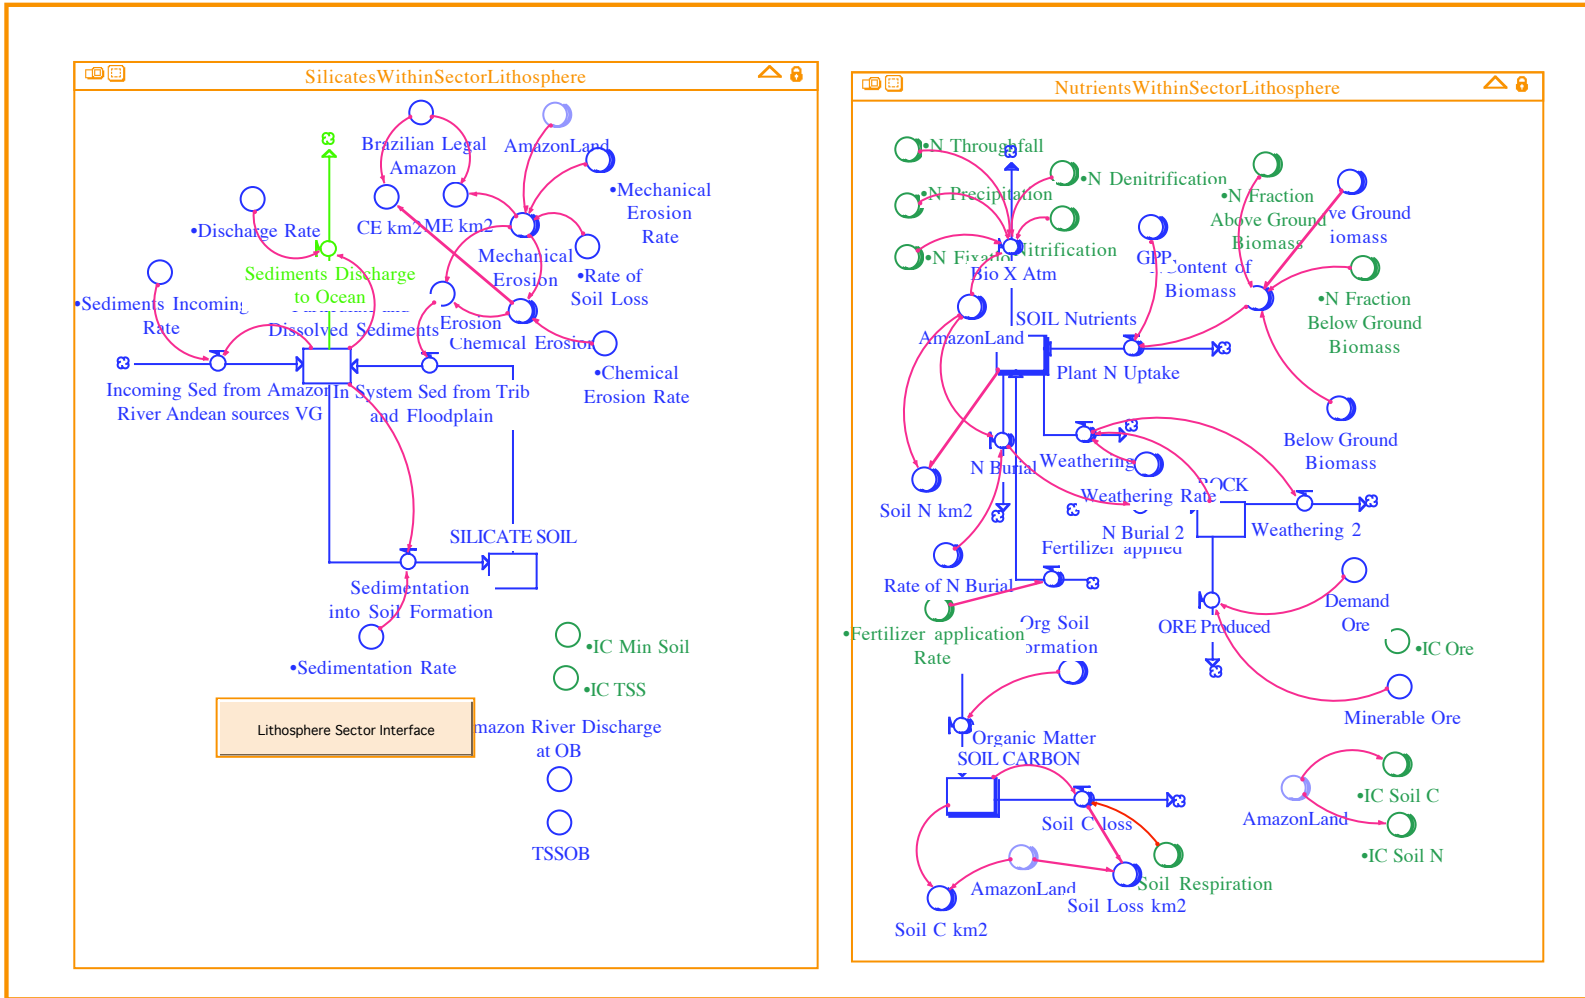 SilicatesWithinSectorLithosphere
Brazilian Legal
Amazon
AmazonLand
•Mechanical
Erosion
Rate
•Discharge Rate
CE km2
ME km2
Sediments Discharge
to Ocean
Mechanical
Erosion
•Rate of
Soil Loss
•Sediments Incoming
Rate
Dissolved Sediments
Erosion
Chemical Erosion
•Chemical
Erosion Rate
Incoming Sed from Amazon
River Andean sources VG
In System Sed from Trib
and Floodplain
SILICATE SOIL
Sedimentation
into Soil Formation
•Sedimentation Rate
•IC Min Soil
•IC TSS
Lithosphere Sector Interface
mazon River Discharge
at OB
TSSOB
NutrientsWithinSectorLithosphere
•N Throughfall
•N Precipitation
•N Fixatio
•N Denitrification
Nitrification
Bio X Atm
•N Fraction
Above Ground
Biomass
ve Ground
iomass
GPP
Content of
Biomass
•N Fraction
Below Ground
Biomass
SOIL Nutrients
AmazonLand
Plant N Uptake
Below Ground
Biomass
N Burial
Weathering
Weathering Rate
ROCK
Soil N km2
N Burial 2
Weathering 2
Fertilizer applied
Rate of N Burial
•Fertilizer application
Rate
Demand
Ore
ORE Produced
•IC Ore
Minerable Ore
Org Soil
ormation
Organic Matter
SOIL CARBON
Soil C loss
AmazonLand
Soil Respiration
Soil Loss km2
Soil C km2
•IC Soil C
AmazonLand
•IC Soil N